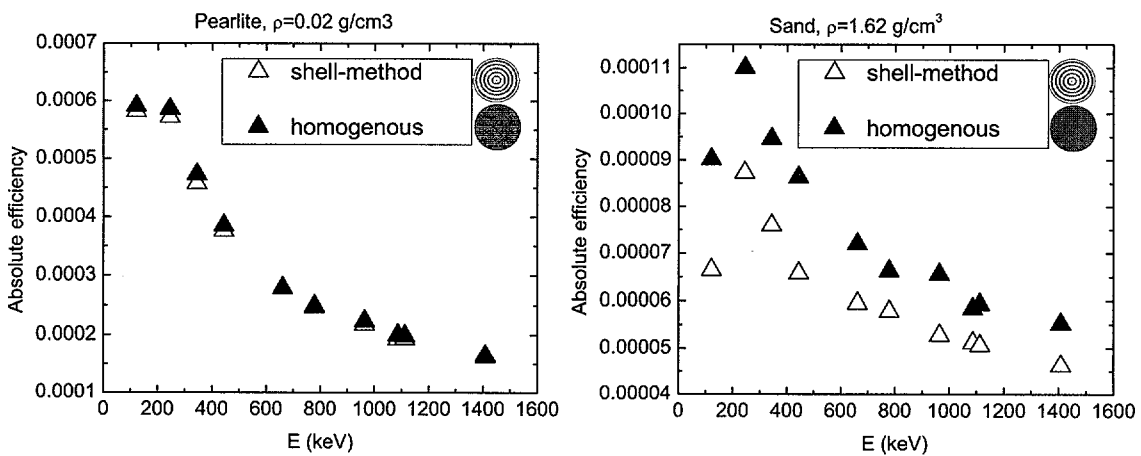 Pearlite, ρ=0.02 g/cm3
0.0007
0.0006
0.0005
0.0004
0.0003
0.0002
0.0001
Absolute efficiency
shell-method
homogenous
0 200 400 600 800 1000 1200 1400 1600
E (keV)
Sand, ρ=1.62 g/cm³
0.00011
0.00010
0.00009
0.00008
0.00007
0.00006
0.00005
0.00004
Absolute efficiency
shell-method
homogenous
0 200 400 600 800 1000 1200 1400 1600
E (keV)